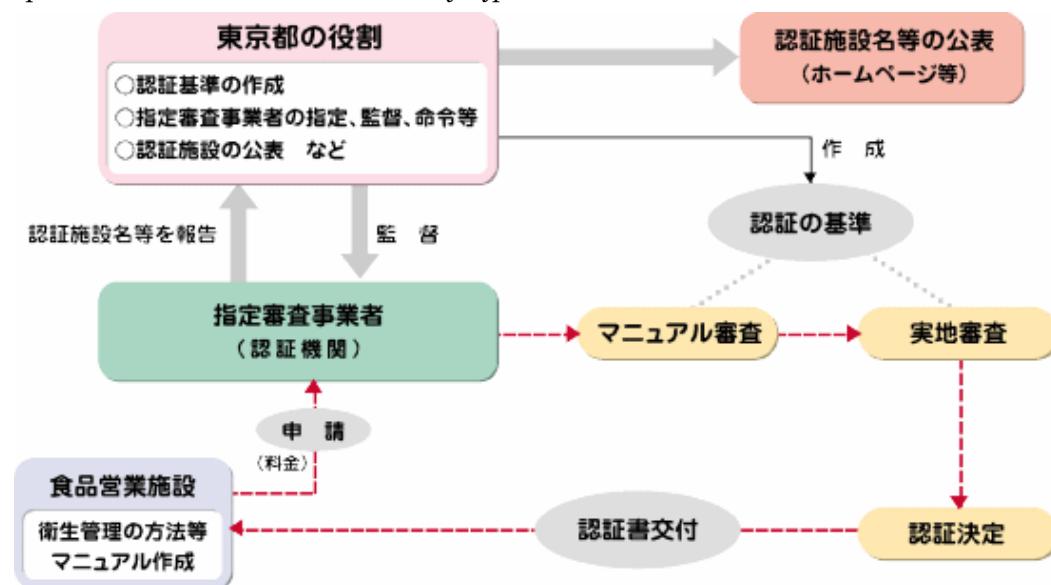 東京都の役割
○認証基準の作成
○指定審査事業者の指定、監督、命令等
○認証施設の公表 など
認証施設名等の公表
(ホームページ等)
作 成
認証の基準
認証施設名等を報告
監 督
指定審査事業者
(認証機関)
マニュアル審査
実地審査
申 請
(料金)
食品営業施設
衛生管理の方法等
マニュアル作成
認証書交付
認証決定